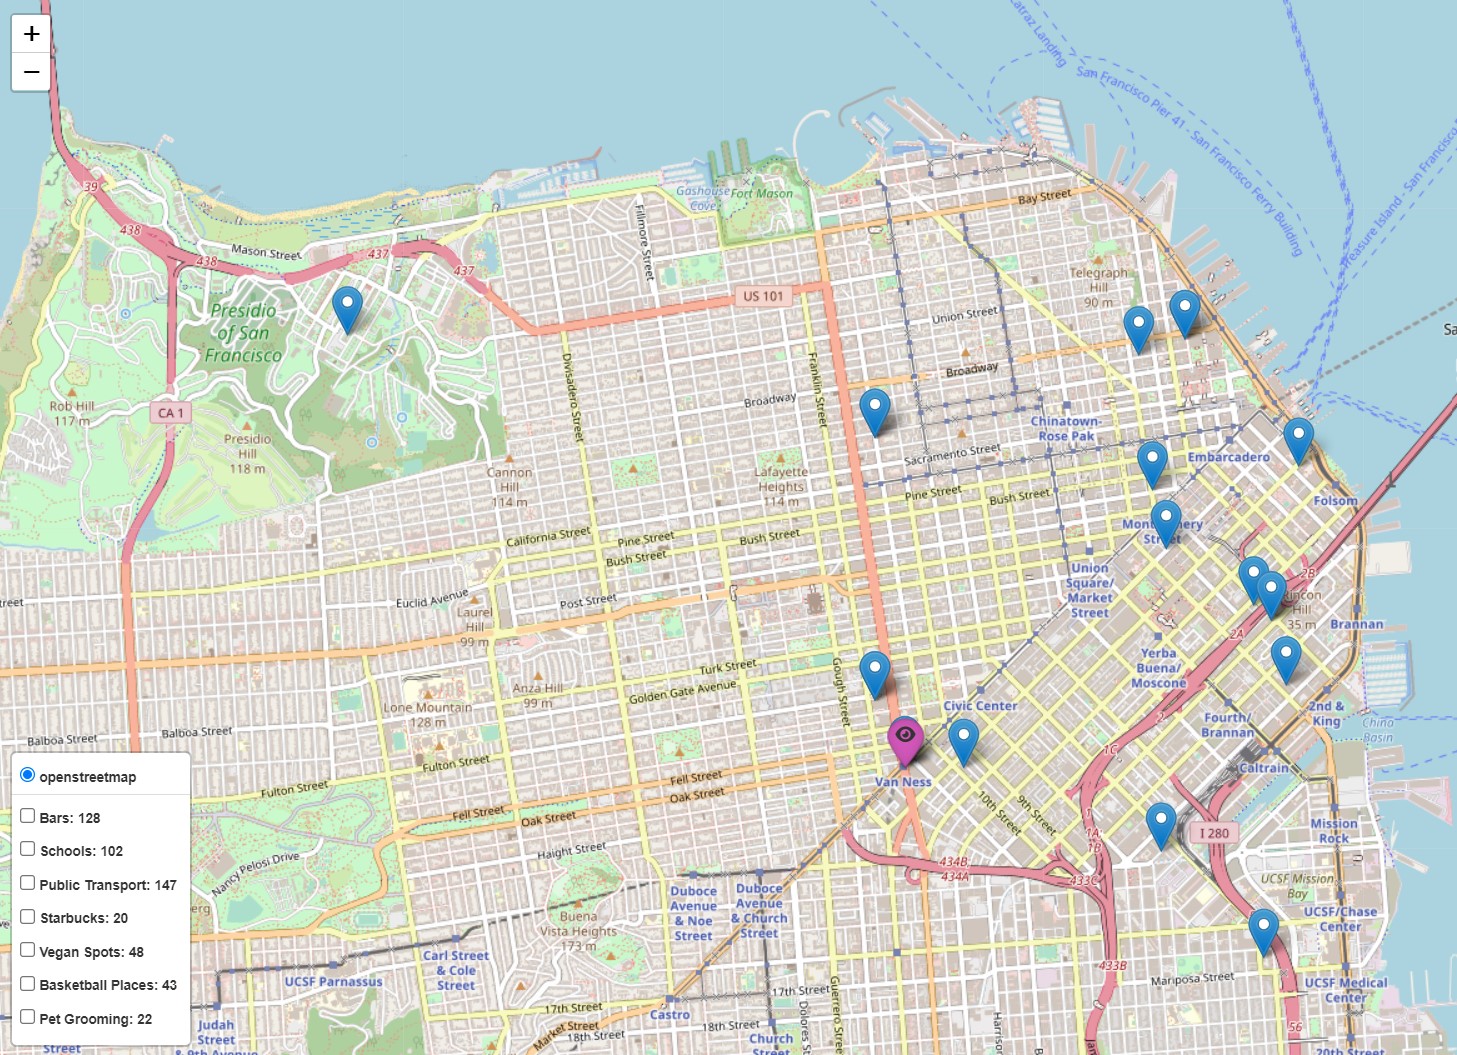 +
−
Alcatraz Landing
San Francisco Pier 41 - San Francisco Ferry Building
Treasure Island
San Francisco
39
438
438
437
437
Mason Street
Gashouse
Cove
Fort Mason
Fillmore Street
Bay Street
Telegraph
Hill
90 m
Presidio
of San
Francisco
US 101
Union Street
Sa
Divisadero Street
Franklin Street
Broadway
Broadway
Rob Hill
117 m
CA 1
Presidio
Hill
118 m
Chinatown-
Rose Pak
Sacramento Street
Embarcadero
Cannon
Hill
114 m
Lafayette
Heights
114 m
Pine Street
Bush Street
Folsom
California Street
Pine Street
Bush Street
Bush Street
Montgomery
Street
Union
Square/
Market
Street
2B
Rincon
Hill
35 m
reet
Euclid Avenue
Post Street
Laurel
Hill
99 m
2A
Brannan
Turk Street
Golden Gate Avenue
Gough Street
Yerba
Buena/
Moscone
Anza Hill
99 m
Lone Mountain
128 m
Civic Center
2
Fourth/
Brannan
2nd &
King
China
Basin
Balboa Street
Balboa Street
1C
Fulton Street
Caltrain
Fulton Street
Fell Street
Oak Street
Van Ness
Fell Street
Oak Street
10th Street
9th Street
1A
1B
I 280
Mission
Rock
Haight Street
Nancy Pelosi Drive
434B
434A
433C
UCSF Mission
Bay
Duboce
Avenue
& Noe
Street
Duboce
Avenue
& Church
Street
Buena
Vista Heights
173 m
UCSF/Chase
Center
erg
Carl Street
& Cole
Street
UCSF Parnassus
433B
Mariposa Street
UCSF Medical
Center
17th Street
17th Street
Guerrero Street
Castro
Market Street
18th Street
18th Street
Dolores St
Church
Street
Harrison
56
20th Street
Judah
Street
& 9th Avenue
Street
openstreetmap
Bars: 128
Schools: 102
Public Transport: 147
Starbucks: 20
Vegan Spots: 48
Basketball Places: 43
Pet Grooming: 22